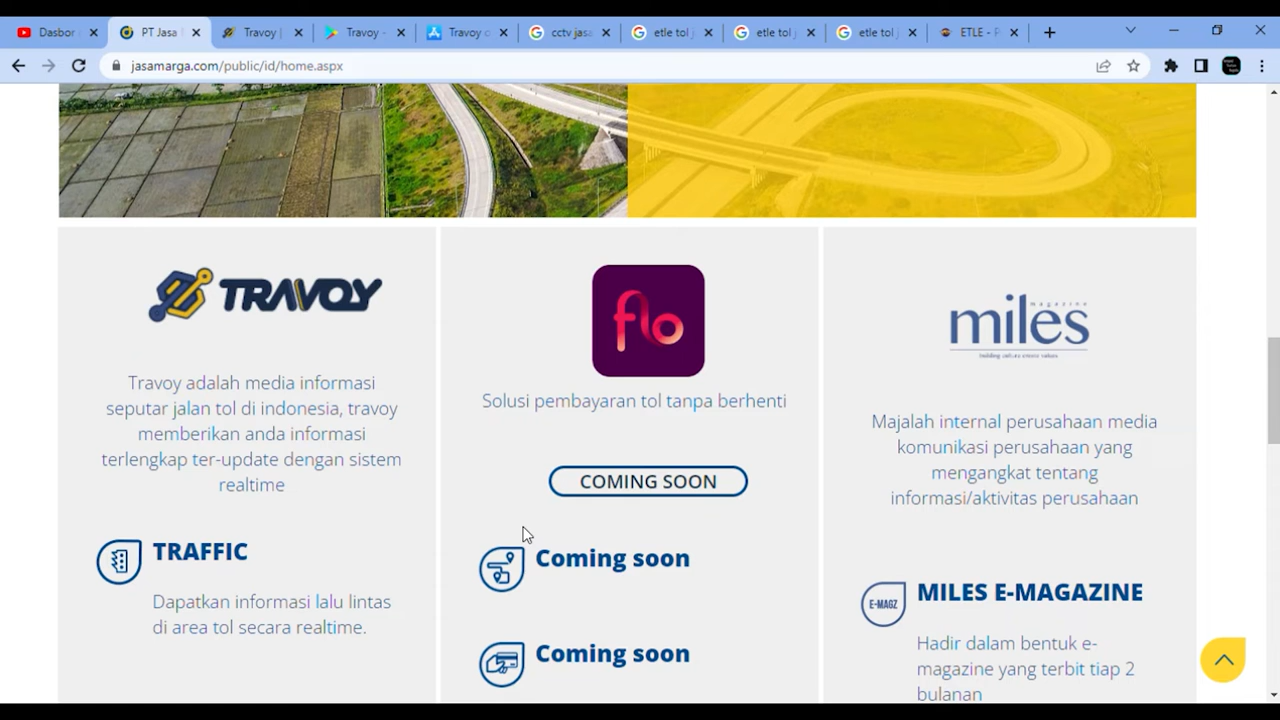 Dasbor
PT Jasa
Travoy |
Travoy -
Travoy
cctv jasa
etle tol j
etle tol j
etle tol j
ETLE - P
jasamarga.com/public/id/home.aspx
TRAVOY
Travoy adalah media informasi
seputar jalan tol di indonesia, travoy
memberikan anda informasi
terlengkap ter-update dengan sistem
realtime
TRAFFIC
Dapatkan informasi lalu lintas
di area tol secara realtime.
flo
Solusi pembayaran tol tanpa berhenti
COMING SOON
Coming soon
Coming soon
magazine
miles
Majalah internal perusahaan media
komunikasi perusahaan yang
mengangkat tentang
informasi/aktivitas perusahaan
E-MAGZ
MILES E-MAGAZINE
Hadir dalam bentuk e-
magazine yang terbit tiap 2
bulanan